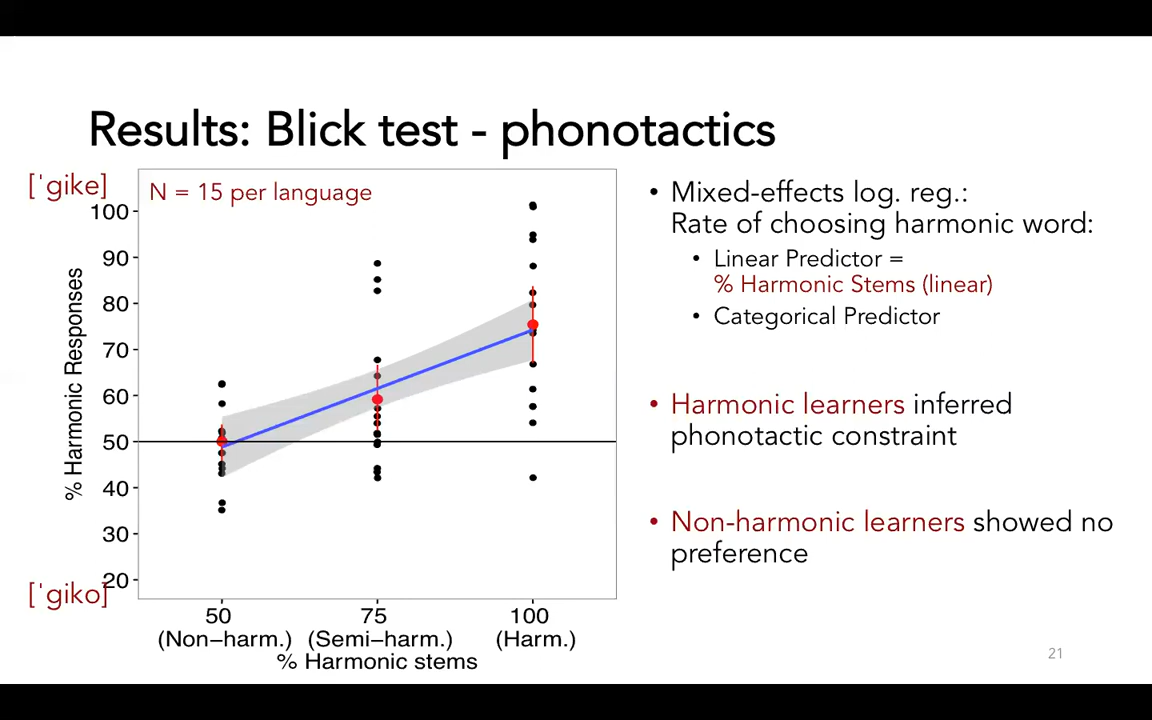 Results: Blick test - phonotactics
[ˈgike]
N = 15 per language
100
90
80
70
60
50
40
30
20
[ˈgiko]
% Harmonic Responses
50
75
100
(Non–harm.)
(Semi–harm.)
(Harm.)
% Harmonic stems
• Mixed-effects log. reg.:
Rate of choosing harmonic word:
• Linear Predictor =
% Harmonic Stems (linear)
• Categorical Predictor
• Harmonic learners inferred
phonotactic constraint
• Non-harmonic learners showed no
preference
21